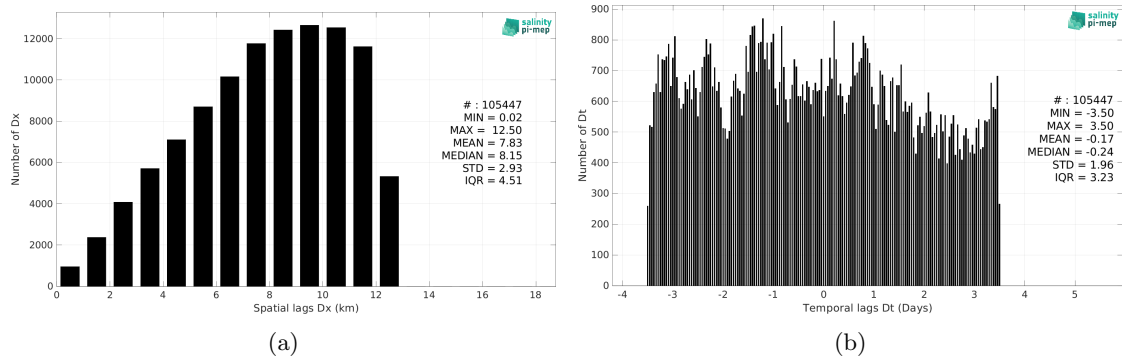 salinity
pi-mep
12000
10000
8000
6000
4000
2000
0
Number of Dx
# : 105447
MIN = 0.02
MAX = 12.50
MEAN = 7.83
MEDIAN = 8.15
STD = 2.93
IQR = 4.51
0 2 4 6 8 10 12 14 16 18
Spatial lags Dx (km)
(a)
salinity
pi-mep
900
800
700
600
500
400
300
200
100
0
Number of Dt
# : 105447
MIN = -3.50
MAX = 3.50
MEAN = -0.17
MEDIAN = -0.24
STD = 1.96
IQR = 3.23
-4 -3 -2 -1 0 1 2 3 4 5
Temporal lags Dt (Days)
(b)